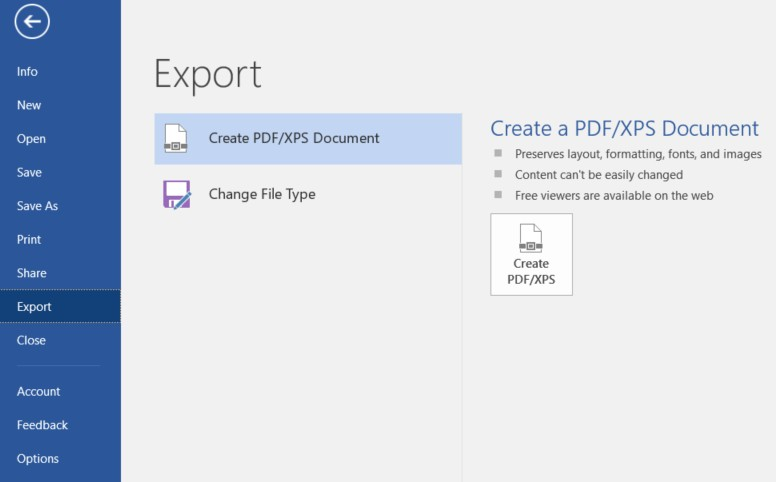 Info
New
Open
Save
Save As
Print
Share
Export
Close
Account
Feedback
Options
Export
Create PDF/XPS Document
Change File Type
Create a PDF/XPS Document
Preserves layout, formatting, fonts, and images
Content can't be easily changed
Free viewers are available on the web
Create
PDF/XPS